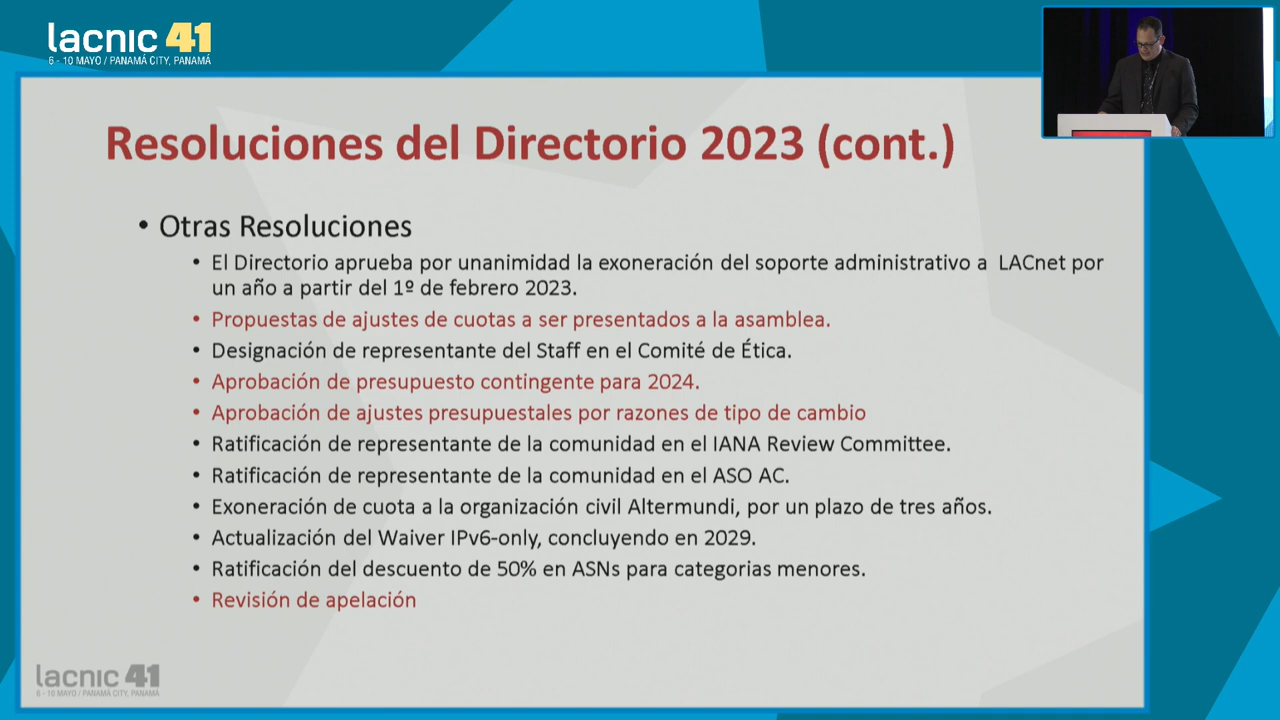 lacnic 41
6 - 10 MAYO / PANAMÁ CITY, PANAMÁ
Resoluciones del Directorio 2023 (cont.)
• Otras Resoluciones
• El Directorio aprueba por unanimidad la exoneración del soporte administrativo a LACnet por
un año a partir del 1º de febrero 2023.
• Propuestas de ajustes de cuotas a ser presentados a la asamblea.
• Designación de representante del Staff en el Comité de Ética.
• Aprobación de presupuesto contingente para 2024.
• Aprobación de ajustes presupuestales por razones de tipo de cambio
• Ratificación de representante de la comunidad en el IANA Review Committee.
• Ratificación de representante de la comunidad en el ASO AC.
• Exoneración de cuota a la organización civil Altermundi, por un plazo de tres años.
• Actualización del Waiver IPv6-only, concluyendo en 2029.
• Ratificación del descuento de 50% en ASNs para categorias menores.
• Revisión de apelación
lacnic 41
6 - 10 MAYO / PANAMÁ CITY, PANAMÁ